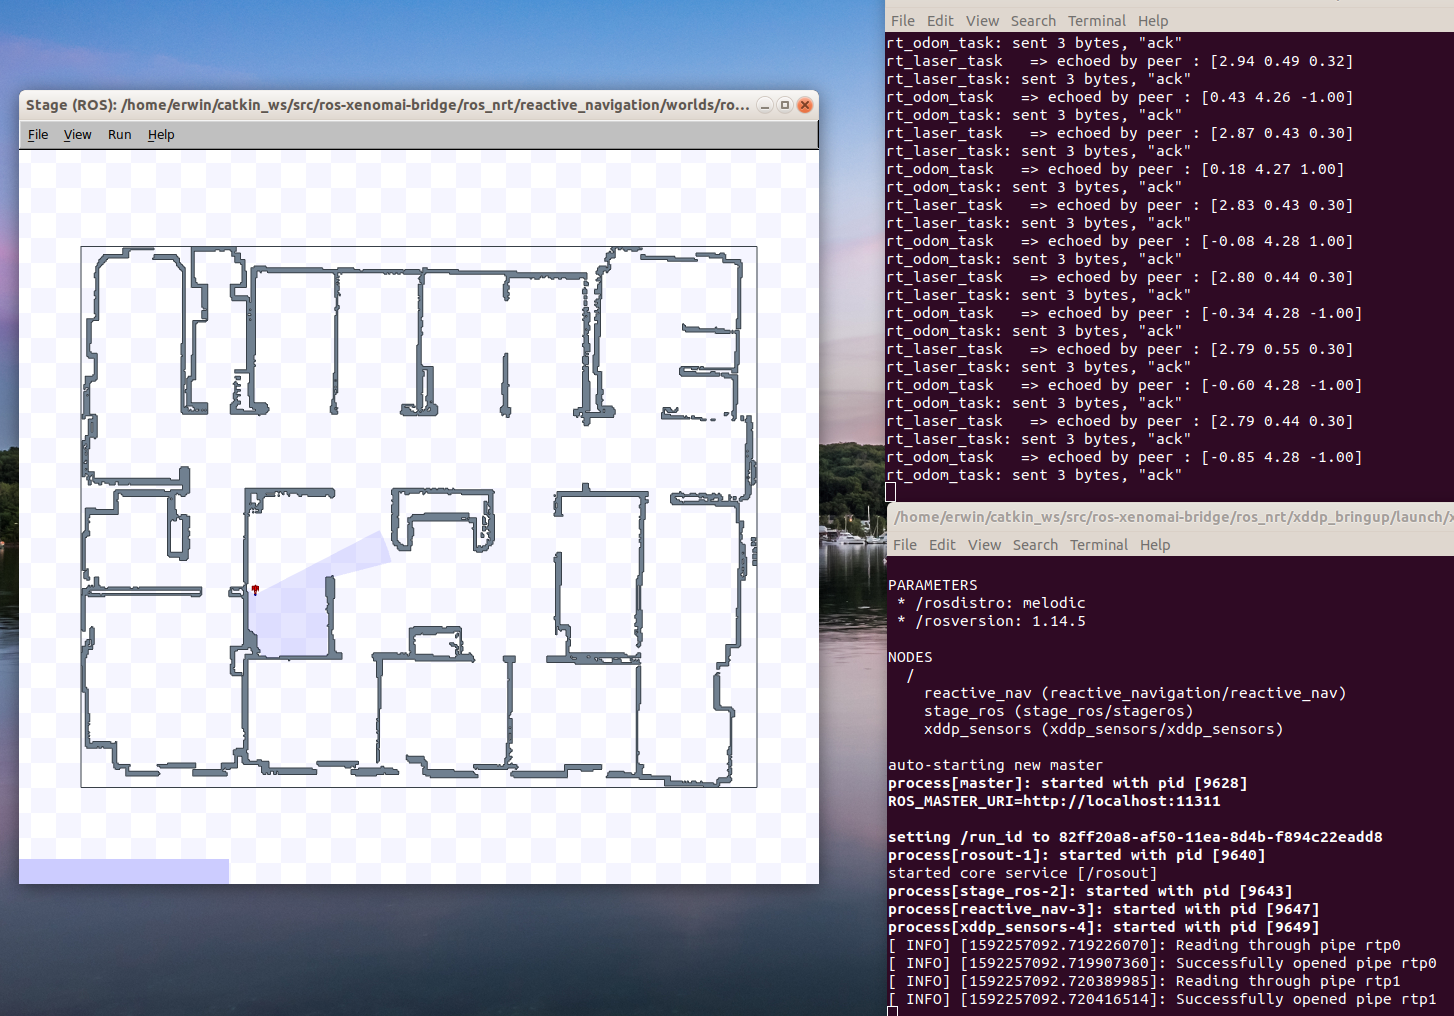 Stage (ROS): /home/erwin/catkin_ws/src/ros-xenomai-bridge/ros_nrt/reactive_navigation/worlds/ro...
File View Run Help
File Edit View Search Terminal Help
rt_odom_task: sent 3 bytes, "ack"
rt_laser_task => echoed by peer : [2.94 0.49 0.32]
rt_laser_task: sent 3 bytes, "ack"
rt_odom_task => echoed by peer : [0.43 4.26 -1.00]
rt_odom_task: sent 3 bytes, "ack"
rt_laser_task => echoed by peer : [2.87 0.43 0.30]
rt_laser_task: sent 3 bytes, "ack"
rt_odom_task => echoed by peer : [0.18 4.27 1.00]
rt_odom_task: sent 3 bytes, "ack"
rt_laser_task => echoed by peer : [2.83 0.43 0.30]
rt_laser_task: sent 3 bytes, "ack"
rt_odom_task => echoed by peer : [-0.08 4.28 1.00]
rt_odom_task: sent 3 bytes, "ack"
rt_laser_task => echoed by peer : [2.80 0.44 0.30]
rt_laser_task: sent 3 bytes, "ack"
rt_odom_task => echoed by peer : [-0.34 4.28 -1.00]
rt_odom_task: sent 3 bytes, "ack"
rt_laser_task => echoed by peer : [2.79 0.55 0.30]
rt_laser_task: sent 3 bytes, "ack"
rt_odom_task => echoed by peer : [-0.60 4.28 -1.00]
rt_odom_task: sent 3 bytes, "ack"
rt_laser_task => echoed by peer : [2.79 0.44 0.30]
rt_laser_task: sent 3 bytes, "ack"
rt_odom_task => echoed by peer : [-0.85 4.28 -1.00]
rt_odom_task: sent 3 bytes, "ack"
/home/erwin/catkin_ws/src/ros-xenomai-bridge/ros_nrt/xddp_bringup/launch/x
File Edit View Search Terminal Help
PARAMETERS
* /rosdistro: melodic
* /rosversion: 1.14.5
NODES
/
reactive_nav (reactive_navigation/reactive_nav)
stage_ros (stage_ros/stageros)
xddp_sensors (xddp_sensors/xddp_sensors)
auto-starting new master
process[master]: started with pid [9628]
ROS_MASTER_URI=http://localhost:11311
setting /run_id to 82ff20a8-af50-11ea-8d4b-f894c22eadd8
process[rosout-1]: started with pid [9640]
started core service [/rosout]
process[stage_ros-2]: started with pid [9643]
process[reactive_nav-3]: started with pid [9647]
process[xddp_sensors-4]: started with pid [9649]
[ INFO] [1592257092.719226070]: Reading through pipe rtp0
[ INFO] [1592257092.719907360]: Successfully opened pipe rtp0
[ INFO] [1592257092.720389985]: Reading through pipe rtp1
[ INFO] [1592257092.720416514]: Successfully opened pipe rtp1